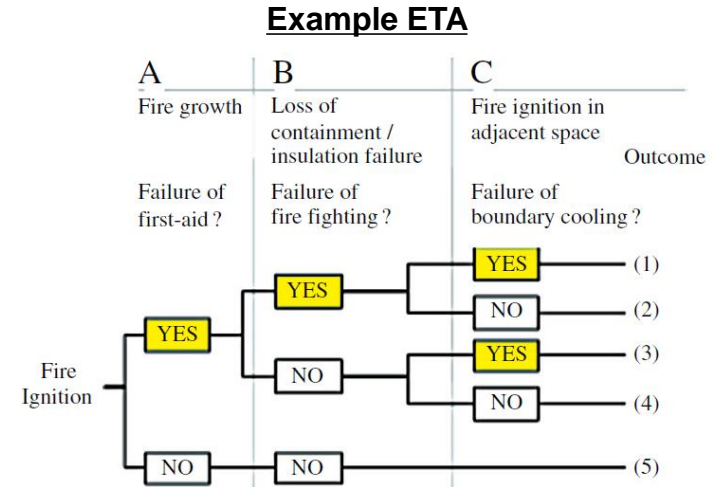 Example ETA
A B C
Fire growth
Loss of
containment /
insulation failure
Fire ignition in
adjacent space
Outcome
Failure of
first-aid ?
Failure of
fire fighting ?
Failure of
boundary cooling ?
YES (1)
YES
NO (2)
YES
YES (3)
Fire
Ignition
NO
NO (4)
NO NO (5)